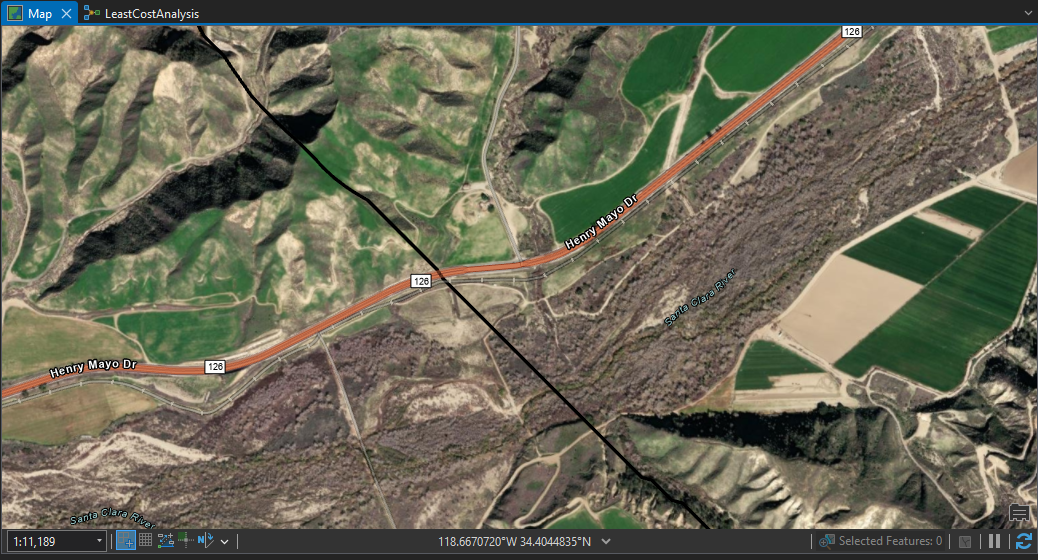 Map
LeastCostAnalysis
126
Henry Mayo Dr
126
Santa Clara River
126
Henry Mayo Dr
Santa Clara River
1:11,189
118.6670720°W 34.4044835°N
Selected Features: 0